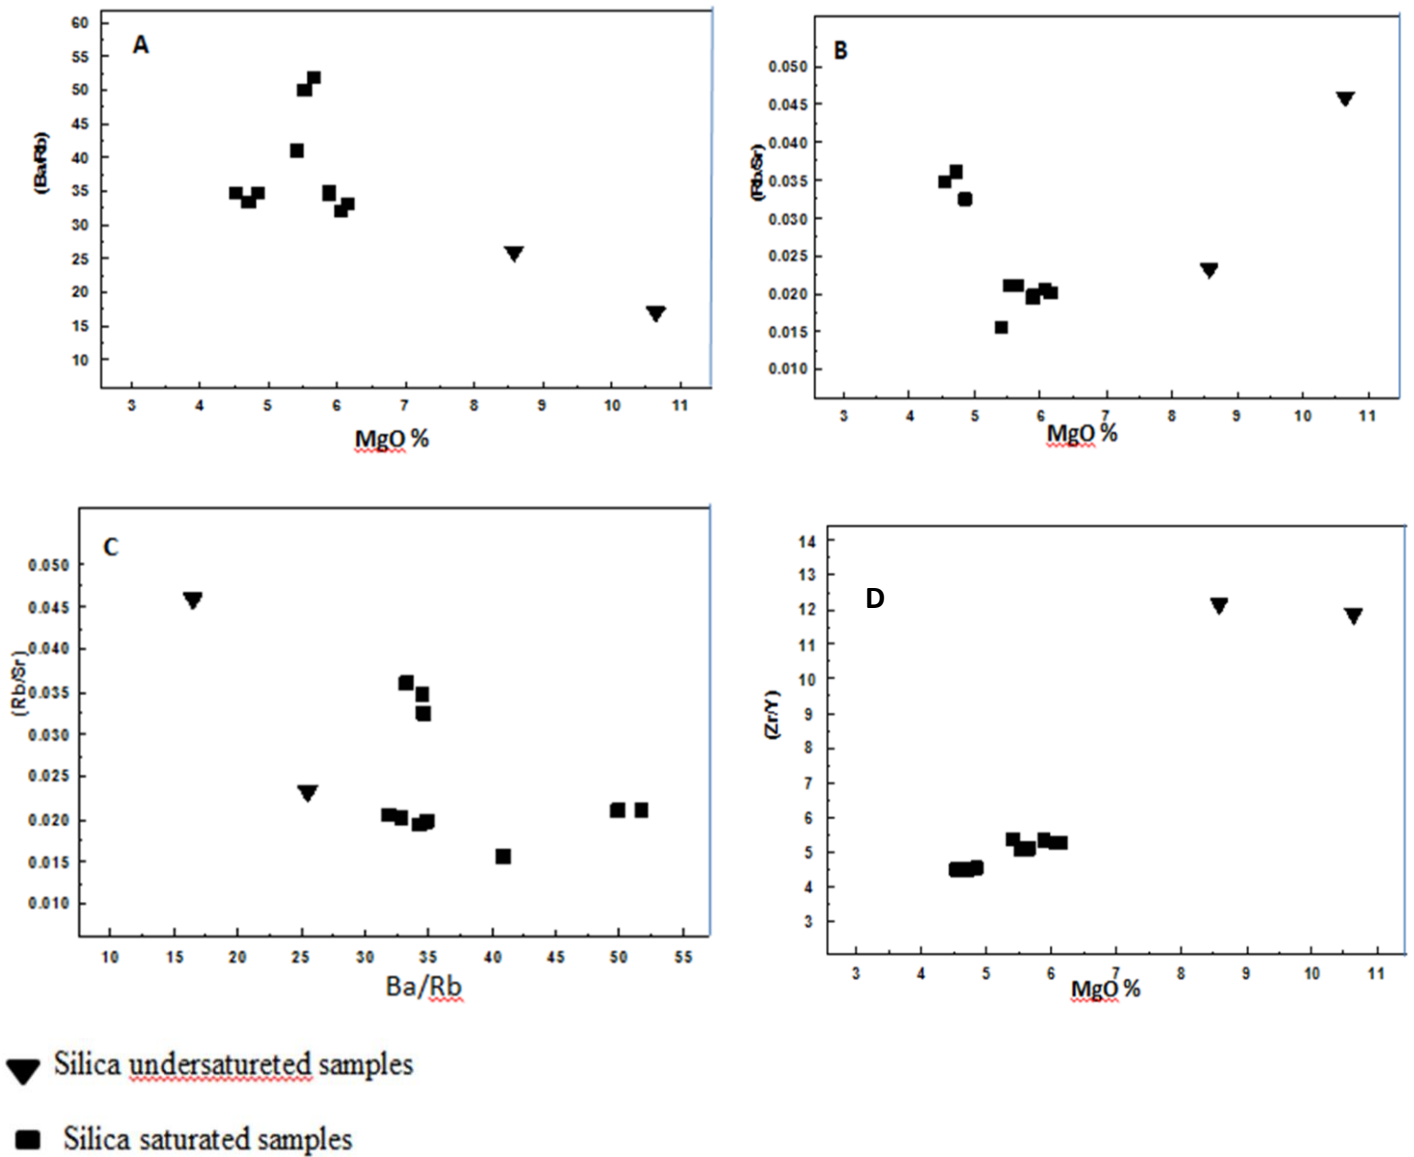 A
60
55
50
45
40
35
30
25
20
15
10
(Ba/Rb)
3 4 5 6 7 8 9 10 11
MgO %
B
0.050
0.045
0.040
0.035
0.030
0.025
0.020
0.015
0.010
(Rb/Sr)
3 4 5 6 7 8 9 10 11
MgO %
C
0.050
0.045
0.040
0.035
0.030
0.025
0.020
0.015
0.010
(Rb/Sr)
10 15 20 25 30 35 40 45 50 55
Ba/Rb
D
14
13
12
11
10
9
8
7
6
5
4
3
(Zr/Y)
3 4 5 6 7 8 9 10 11
MgO %
Silica undersatureted samples
Silica saturated samples